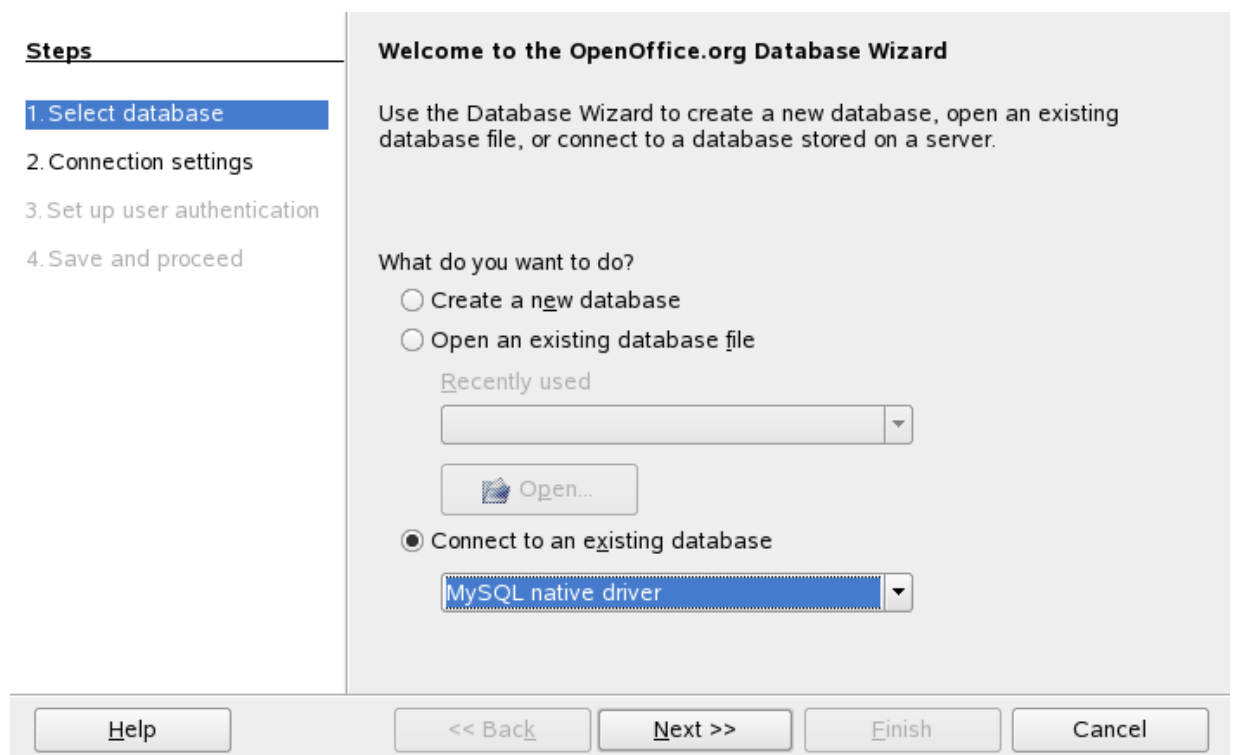 Steps
1. Select database
2. Connection settings
3. Set up user authentication
4. Save and proceed
Welcome to the OpenOffice.org Database Wizard
Use the Database Wizard to create a new database, open an existing
database file, or connect to a database stored on a server.
What do you want to do?
Create a new database
Open an existing database file
Recently used
Open...
Connect to an existing database
MySQL native driver
Help
<< Back
Next >>
Finish
Cancel